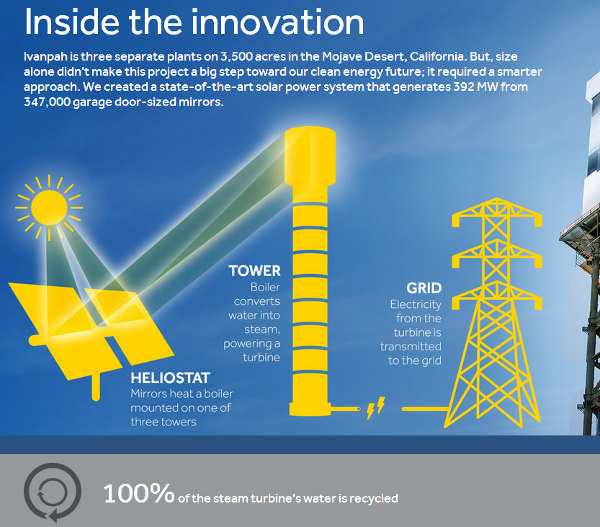 Inside the innovation
Ivanpah is three separate plants on 3,500 acres in the Mojave Desert, California. But, size
alone didn't make this project a big step toward our clean energy future; it required a smarter
approach. We created a state-of-the-art solar power system that generates 392 MW from
347,000 garage door-sized mirrors.
TOWER
Boiler
converts
water into
steam,
powering a
turbine
GRID
Electricity
from the
turbine is
transmitted
to the grid
HELIOSTAT
Mirrors heat a boiler
mounted on one of
three towers
100% of the steam turbine's water is recycled